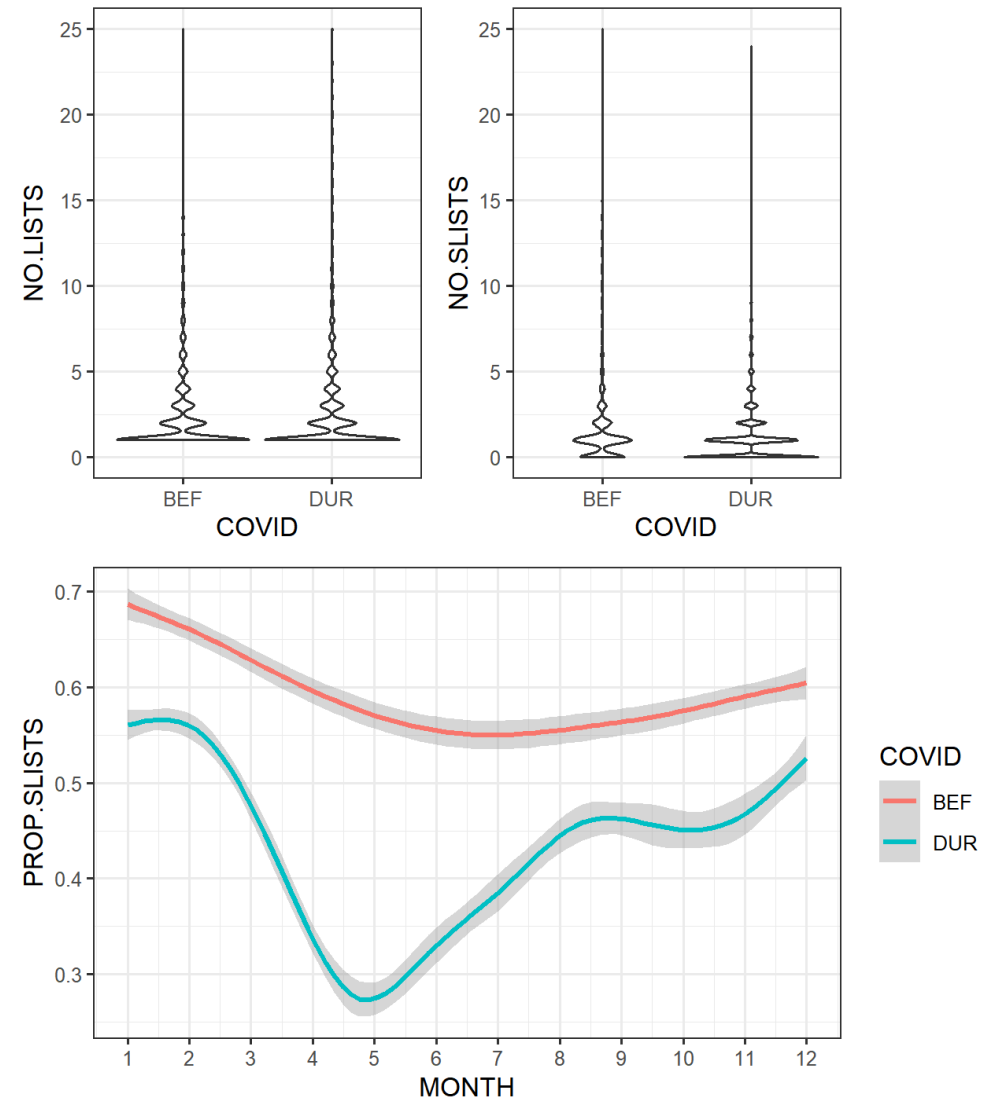 NO.LISTS
25
20
15
10
5
0
BEF DUR
COVID
NO.SLISTS
25
20
15
10
5
0
BEF DUR
COVID
PROP.SLISTS
0.7
0.6
0.5
0.4
0.3
1 2 3 4 5 6 7 8 9 10 11 12
MONTH
COVID
BEF
DUR